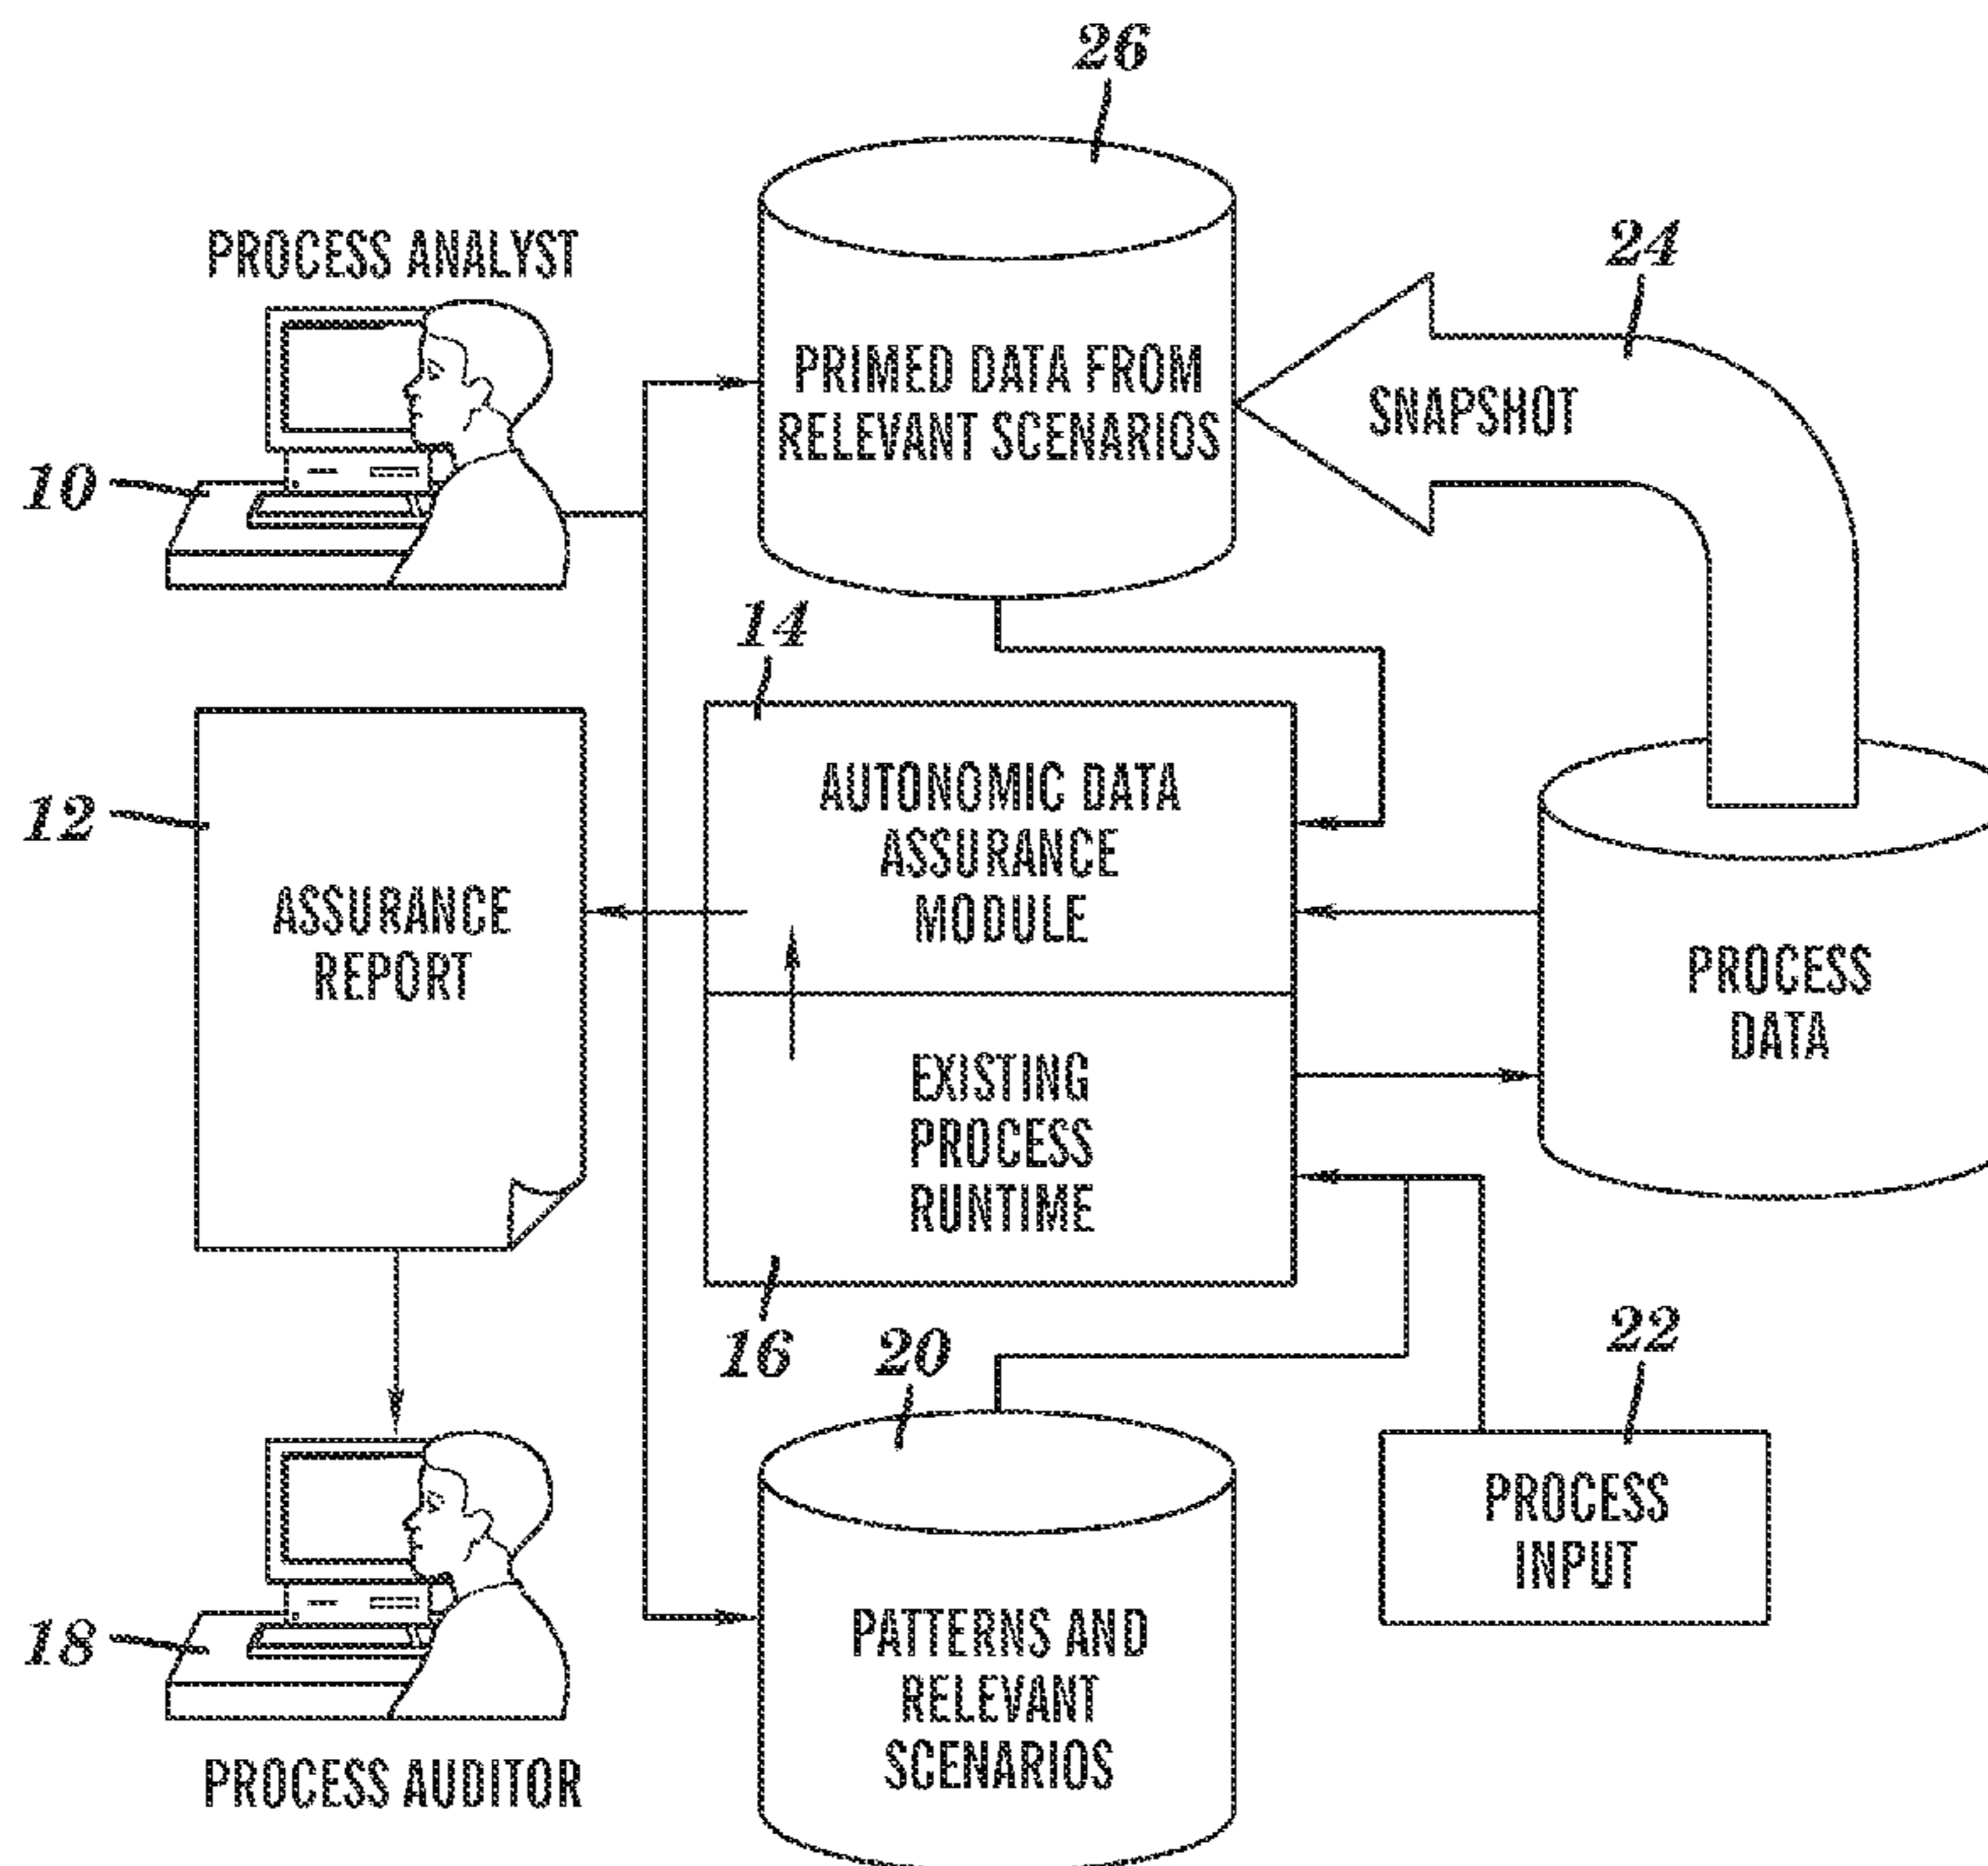 26
PROCESS ANALYST
24
PRIMED DATA FROM
RELEVANT SCENARIOS
SNAPSHOT
10
14
12
AUTONOMIC DATA
ASSURANCE
MODULE
ASSURANCE
REPORT
PROCESS
DATA
EXISTING
PROCESS
RUNTIME
16
20
22
PROCESS
INPUT
18
PATTERNS AND
RELEVANT
SCENARIOS
PROCESS AUDITOR